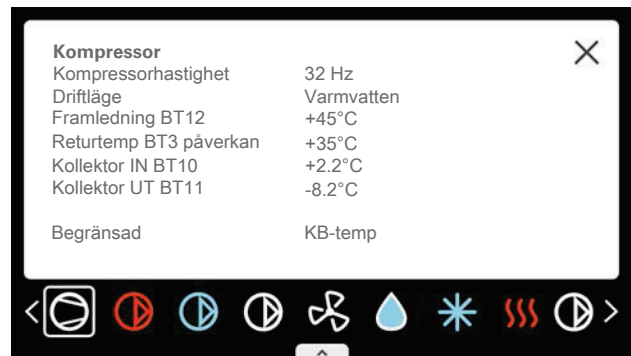 Kompressor
Kompressorhastighet 32 Hz
Driftläge Varmvatten
Framledning BT12 +45°C
Returtemp BT3 påverkan +35°C
Kollektor IN BT10 +2.2°C
Kollektor UT BT11 -8.2°C
Begränsad KB-temp